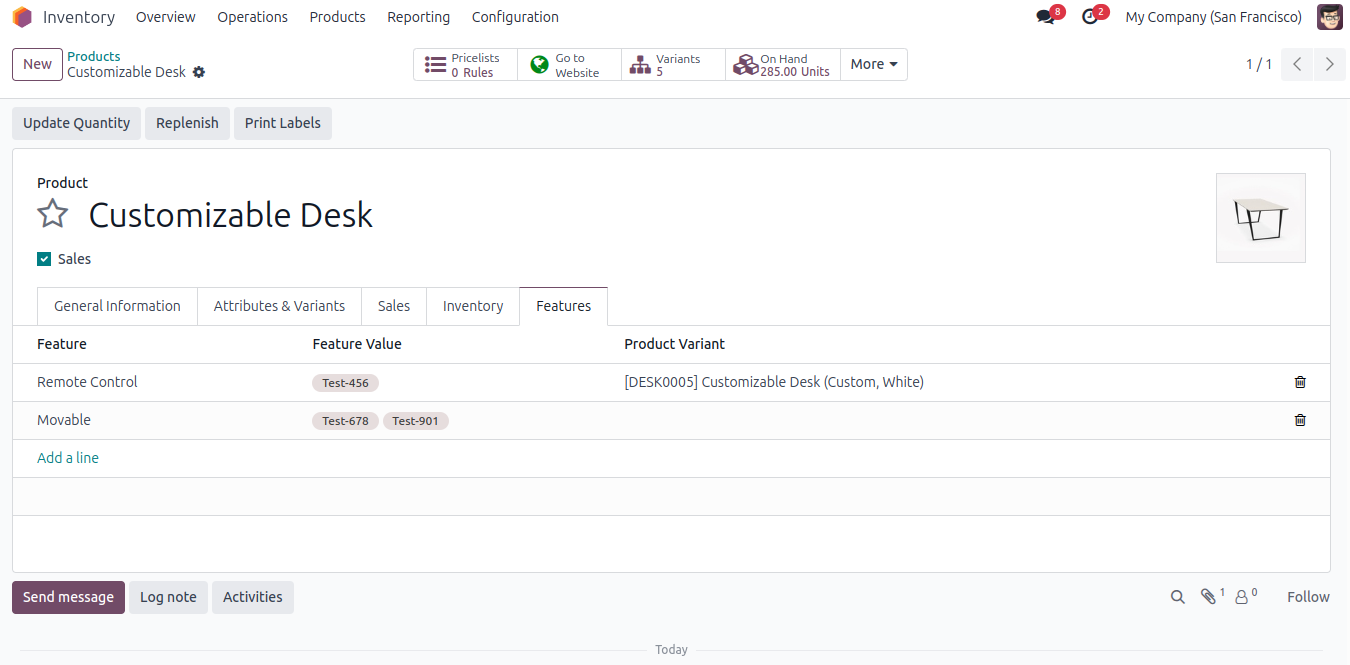 Inventory Overview Operations Products Reporting Configuration 8 2 My Company (San Francisco)
New Products Pricelists Go to Variants On Hand More 1 / 1
Customizable Desk 0 Rules Website 5 285.00 Units
Update Quantity Replenish Print Labels
Product
Customizable Desk
Sales
General Information Attributes & Variants Sales Inventory Features
Feature Feature Value Product Variant
Remote Control Test-456 [DESK0005] Customizable Desk (Custom, White)
Movable Test-678 Test-901
Add a line
Send message Log note Activities 1 0 Follow
Today